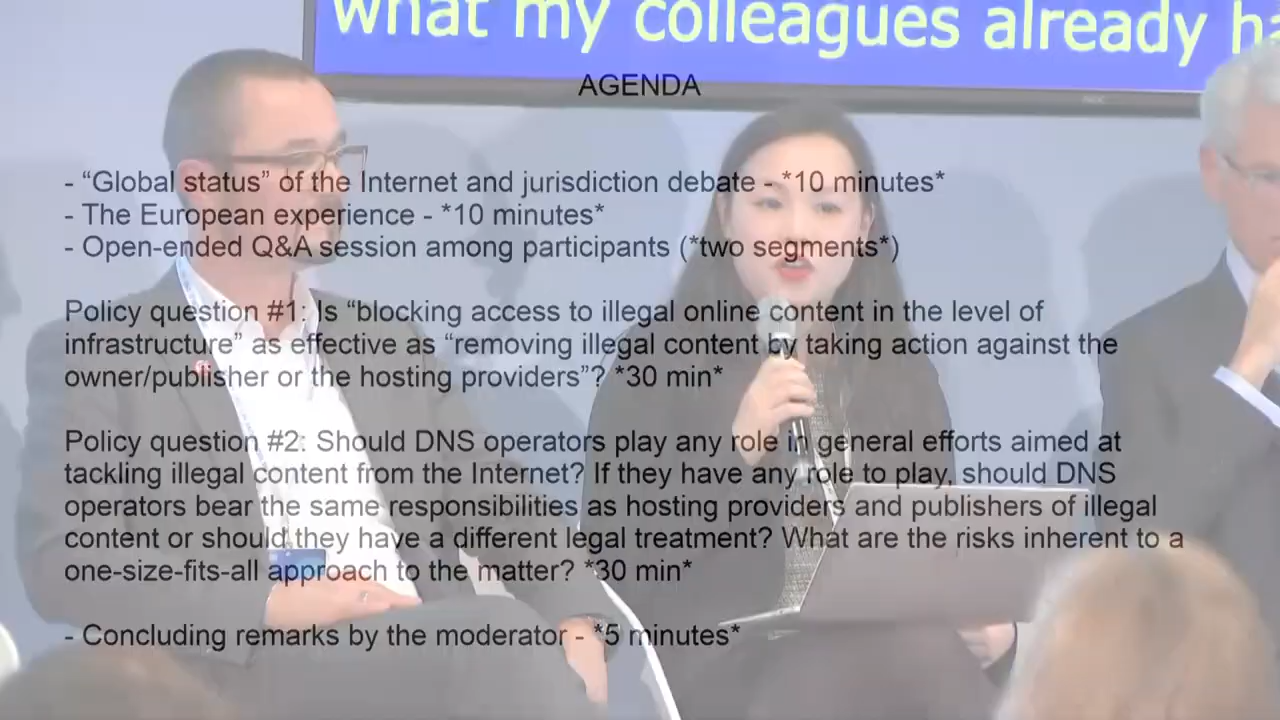 what my colleagues already ha
AGENDA
- “Global status” of the Internet and jurisdiction debate - *10 minutes*
- The European experience - *10 minutes*
- Open-ended Q&A session among participants (*two segments*)
Policy question #1: Is “blocking access to illegal online content in the level of
infrastructure” as effective as “removing illegal content by taking action against the
owner/publisher or the hosting providers”? *30 min*
Policy question #2: Should DNS operators play any role in general efforts aimed at
tackling illegal content from the Internet? If they have any role to play, should DNS
operators bear the same responsibilities as hosting providers and publishers of illegal
content or should they have a different legal treatment? What are the risks inherent to a
one-size-fits-all approach to the matter? *30 min*
- Concluding remarks by the moderator - *5 minutes*